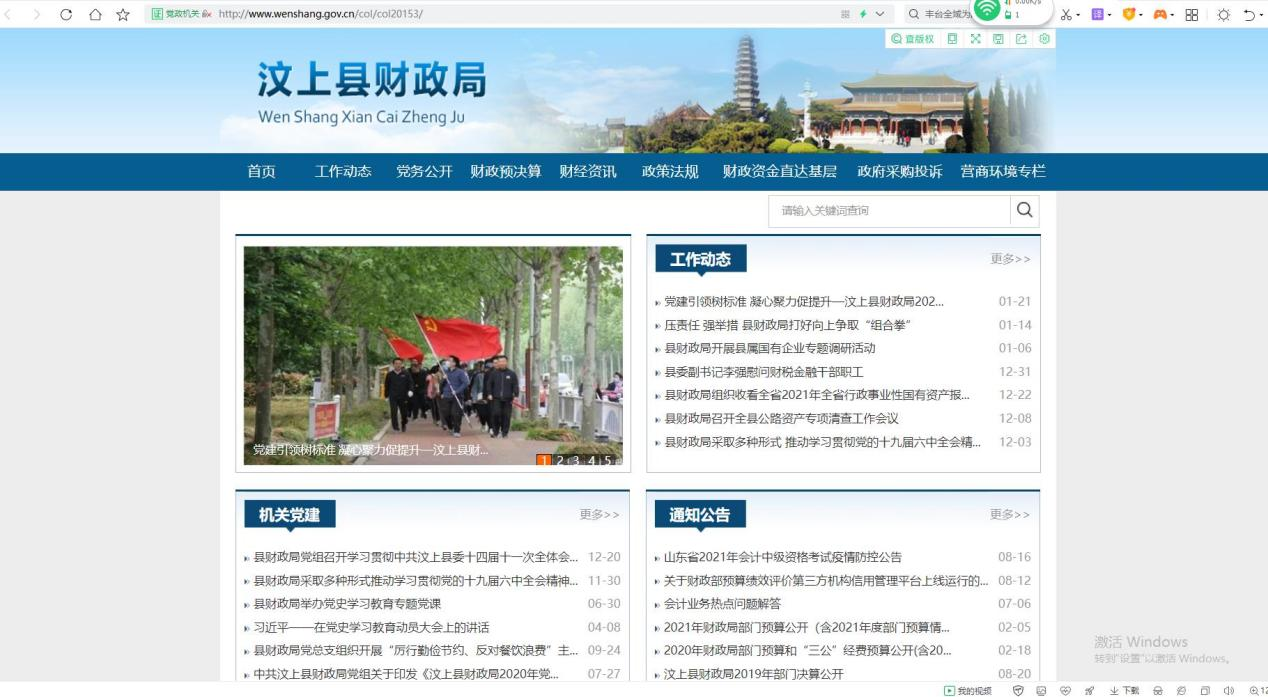 党政机关 http://www.wenshang.gov.cn/col/col20153/
丰台全域为
0.00K/s
1
查版权
汶上县财政局
Wen Shang Xian Cai Zheng Ju
首页 工作动态 党务公开 财政预决算 财经资讯 政策法规 财政资金直达基层 政府采购投诉 营商环境专栏
请输入关键词查询
党建引领树标准 凝心聚力促提升—汶上县财...
1 2 3 4 5
工作动态 更多>>
党建引领树标准 凝心聚力促提升—汶上县财政局202... 01-21
压责任 强举措 县财政局打好向上争取“组合拳” 01-14
县财政局开展县属国有企业专题调研活动 01-06
县委副书记李强慰问财税金融干部职工 12-31
县财政局组织收看全省2021年全省行政事业性国有资产报... 12-22
县财政局召开全县公路资产专项清查工作会议 12-08
县财政局采取多种形式 推动学习贯彻党的十九届六中全会精... 12-03
机关党建 更多>>
县财政局党组召开学习贯彻中共汶上县委十四届十一次全体会... 12-20
县财政局采取多种形式推动学习贯彻党的十九届六中全会精神... 11-30
县财政局举办党史学习教育专题党课 06-30
习近平——在党史学习教育动员大会上的讲话 04-08
县财政局党总支组织开展“厉行勤俭节约、反对餐饮浪费”主... 09-24
中共汶上县财政局党组关于印发《汶上县财政局2020年党... 07-27
通知公告 更多>>
山东省2021年会计中级资格考试疫情防控公告 08-16
关于财政部预算绩效评价第三方机构信用管理平台上线运行的... 08-12
会计业务热点问题解答 07-06
2021年财政局部门预算公开（含2021年度部门预算情... 02-05
2020年财政局部门预算和“三公”经费预算公开(含20... 02-18
汶上县财政局2019年部门决算公开 08-20
激活 Windows
转到"设置"以激活 Windows。
我的视频 下载